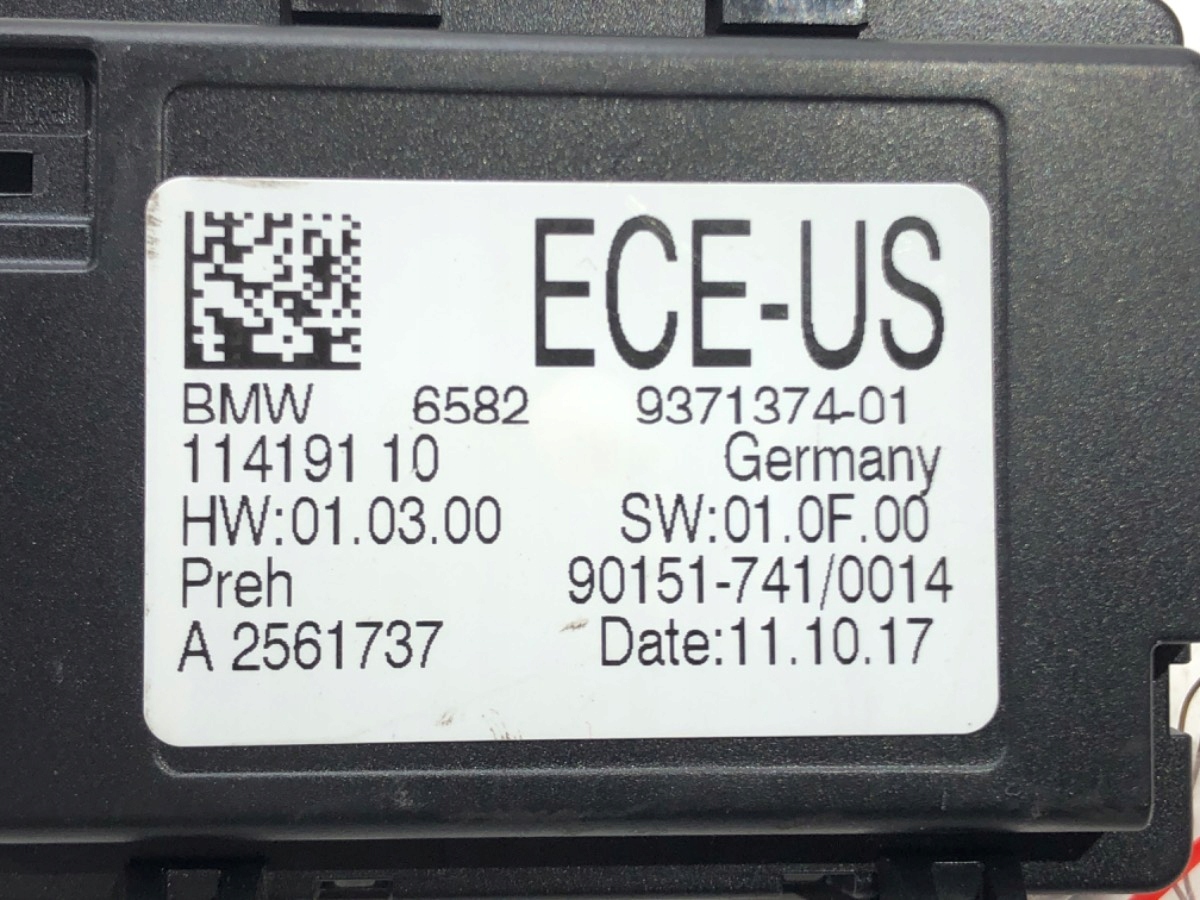 ECE-US
BMW 6582 9371374-01
114191 10 Germany
HW:01.03.00 SW:01.0F.00
Preh 90151-741/0014
A 2561737 Date:11.10.17